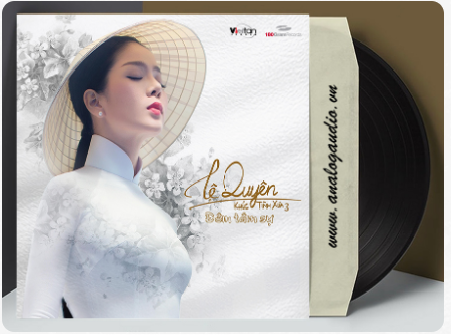 Lệ Quyên
Khúc Tình Xưa 3
Đêm tâm sự
www.analogaudio.vn